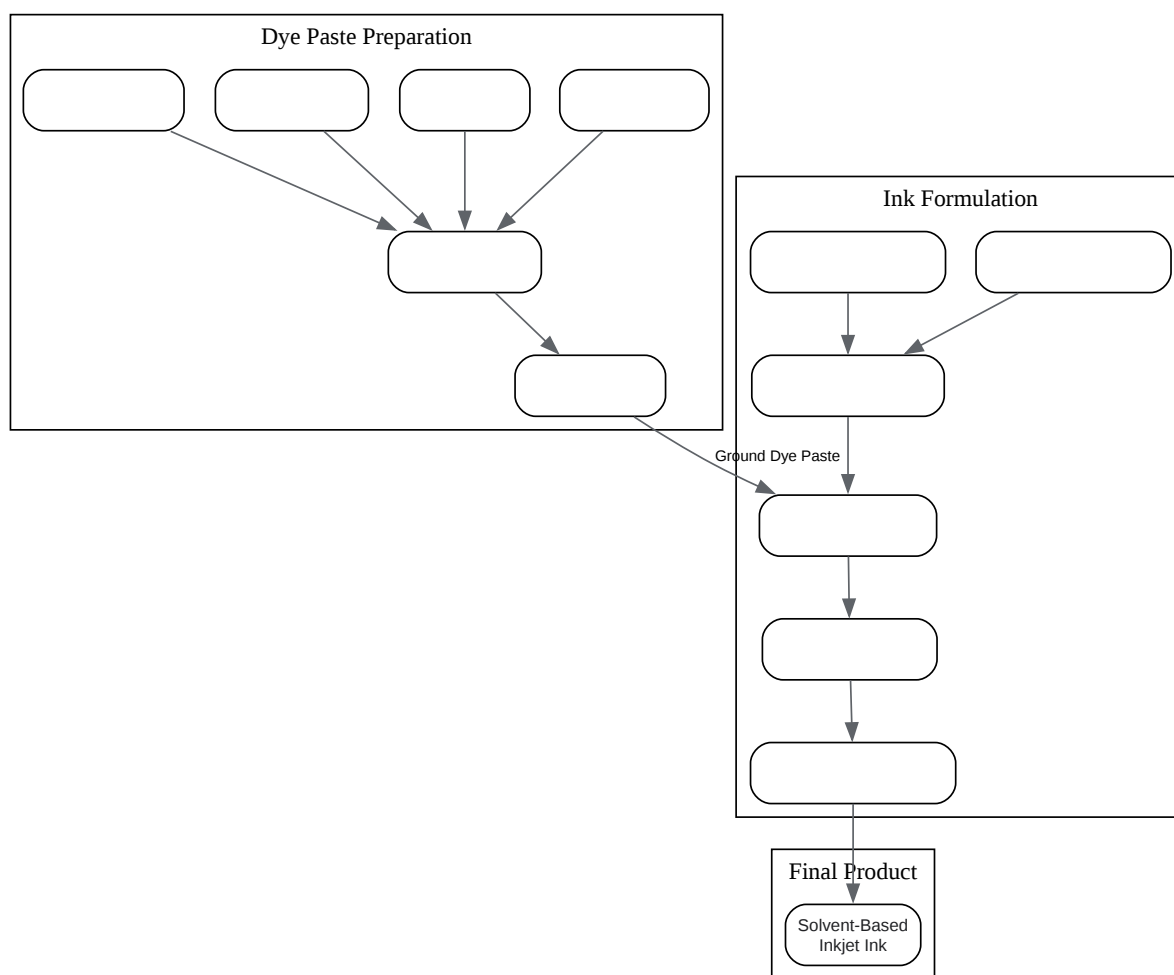 Dye Paste Preparation
Ink Formulation
Ground Dye Paste
Final Product
Solvent-Based
Inkjet Ink